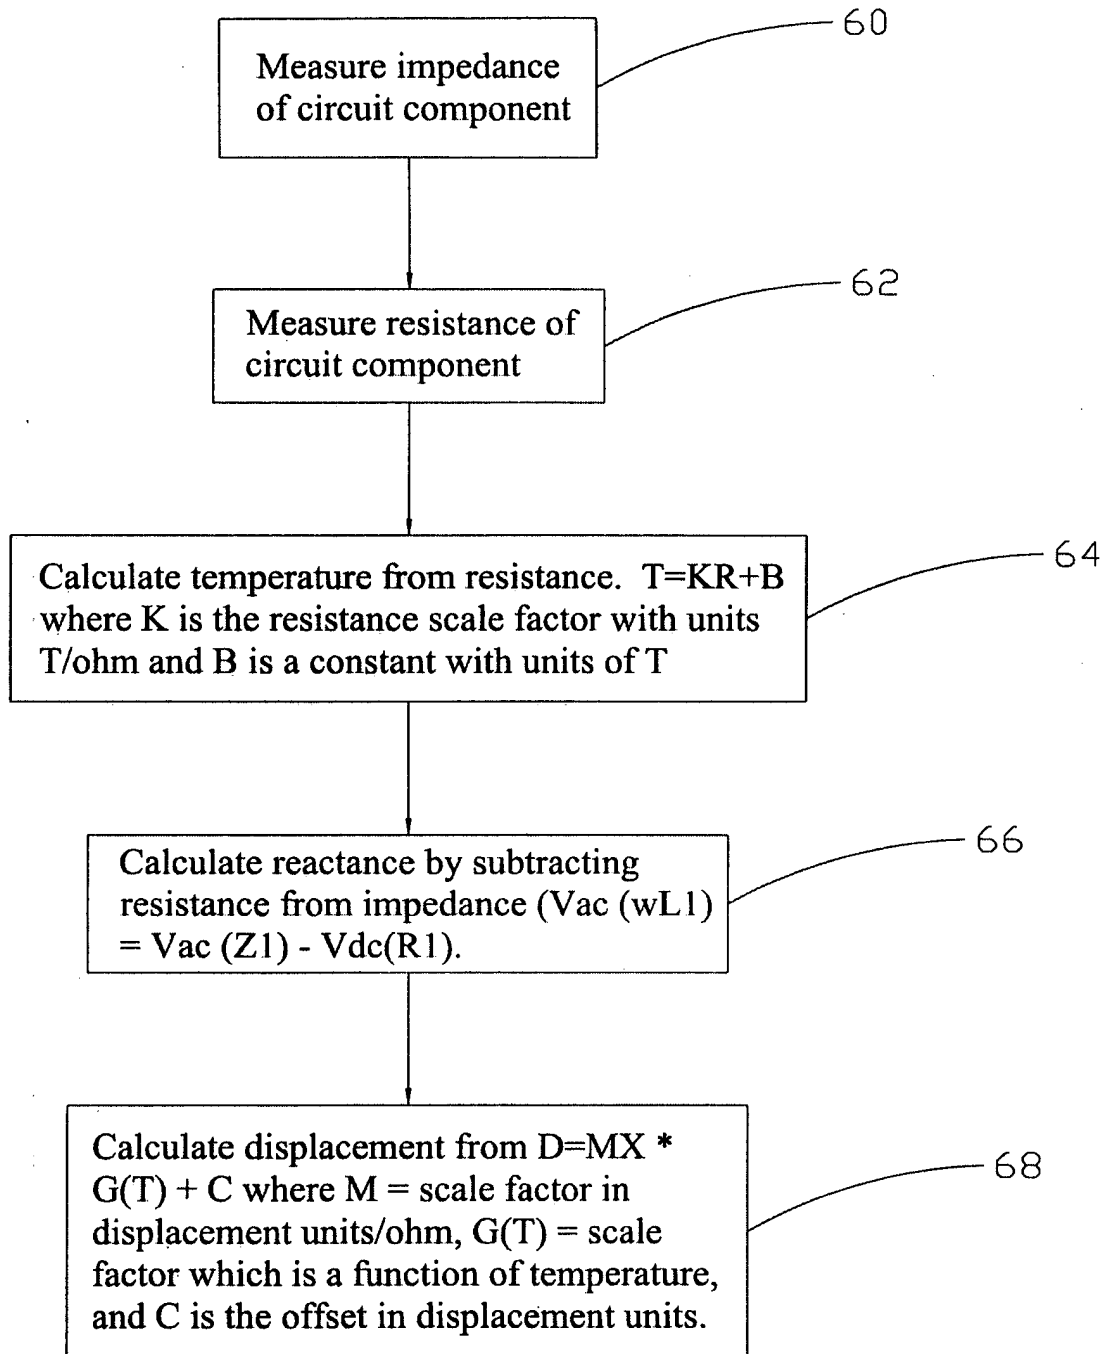 60
Measure impedance
of circuit component
62
Measure resistance of
circuit component
64
Calculate temperature from resistance. T=KR+B
where K is the resistance scale factor with units
T/ohm and B is a constant with units of T
66
Calculate reactance by subtracting
resistance from impedance (Vac (wL1)
= Vac (Z1) - Vdc(R1).
68
Calculate displacement from D=MX *
G(T) + C where M = scale factor in
displacement units/ohm, G(T) = scale
factor which is a function of temperature,
and C is the offset in displacement units.